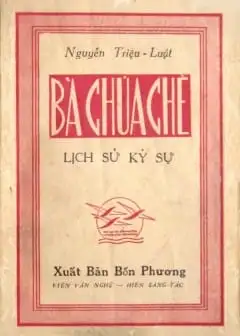 Nguyễn Triệu-Luật
BÀ CHÚA CHÈ
LỊCH SỬ KÝ SỰ
Xuất Bản Bốn Phương
VIỆN VĂN NGHỆ — HIÊN SÁNG-TÁC